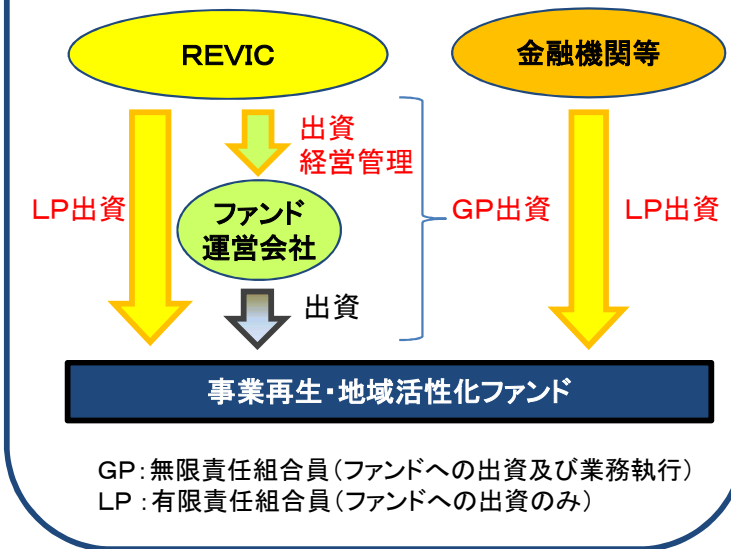 REVIC
金融機関等
出資
経営管理
LP出資
ファンド
運営会社
GP出資
LP出資
出資
事業再生・地域活性化ファンド
GP：無限責任組合員（ファンドへの出資及び業務執行）
LP：有限責任組合員（ファンドへの出資のみ）